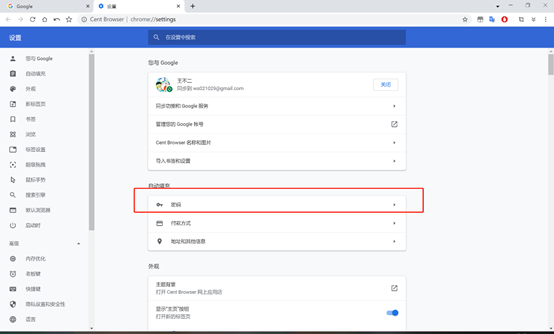 Google
设置
Cent Browser | chrome://settings
设置
在设置中搜索
您与 Google
自动填充
外观
新标签页
书签
浏览
标签设置
超级拖拽
鼠标手势
搜索引擎
默认浏览器
启动时
高级
内存优化
老板键
快捷键
隐私设置和安全性
语言
您与 Google
王不二
关闭
同步功能和 Google 服务
管理您的 Google 帐号
Cent Browser 名称和图片
导入书签和设置
自动填充
密码
付款方式
地址和其他信息
外观
主题背景
打开 Cent Browser 网上应用店
显示"主页"按钮
打开新的标签页